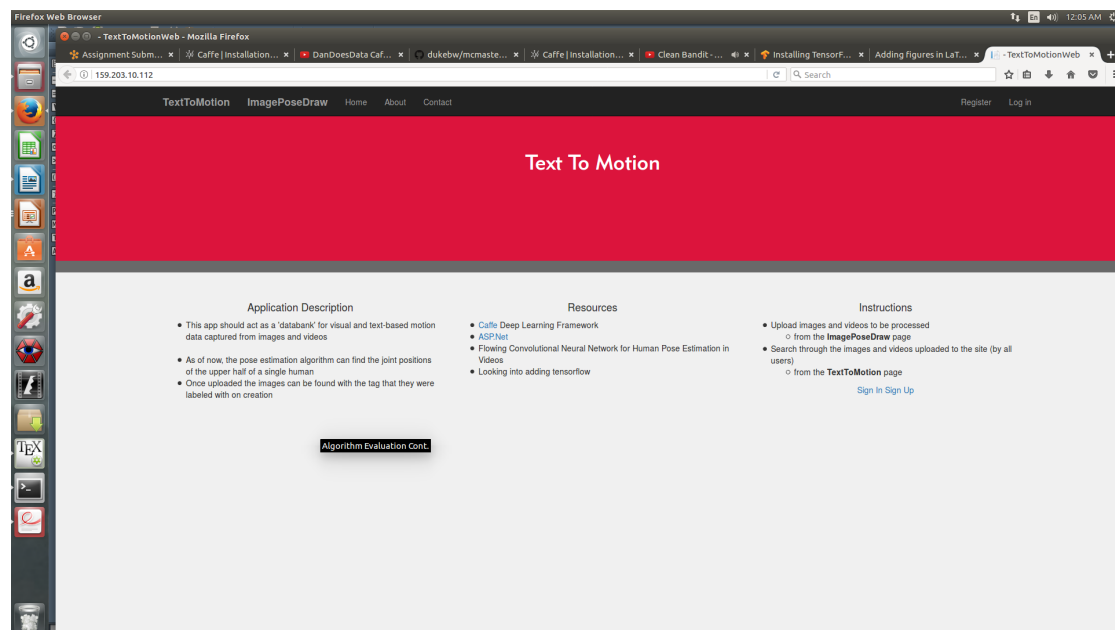 Firefox Web Browser
En
12:05 AM
- TextToMotionWeb - Mozilla Firefox
Assignment Subm...
Caffe | Installation...
DanDoesData Caf...
dukebw/mcmaste...
Caffe | Installation...
Clean Bandit - ...
Installing TensorF...
Adding figures in LaT...
- TextToMotionWeb
159.203.10.112
Search
TextToMotion ImagePoseDraw Home About Contact Register Log in
Text To Motion
Application Description
• This app should act as a 'databank' for visual and text-based motion
data captured from images and videos
• As of now, the pose estimation algorithm can find the joint positions
of the upper half of a single human
• Once uploaded the images can be found with the tag that they were
labeled with on creation
Resources
• Caffe Deep Learning Framework
• ASP.Net
• Flowing Convolutional Neural Network for Human Pose Estimation in
Videos
• Looking into adding tensorflow
Instructions
• Upload images and videos to be processed
○ from the ImagePoseDraw page
• Search through the images and videos uploaded to the site (by all
users)
○ from the TextToMotion page
Sign In Sign Up
Algorithm Evaluation Cont.
a
A
TEX
>_